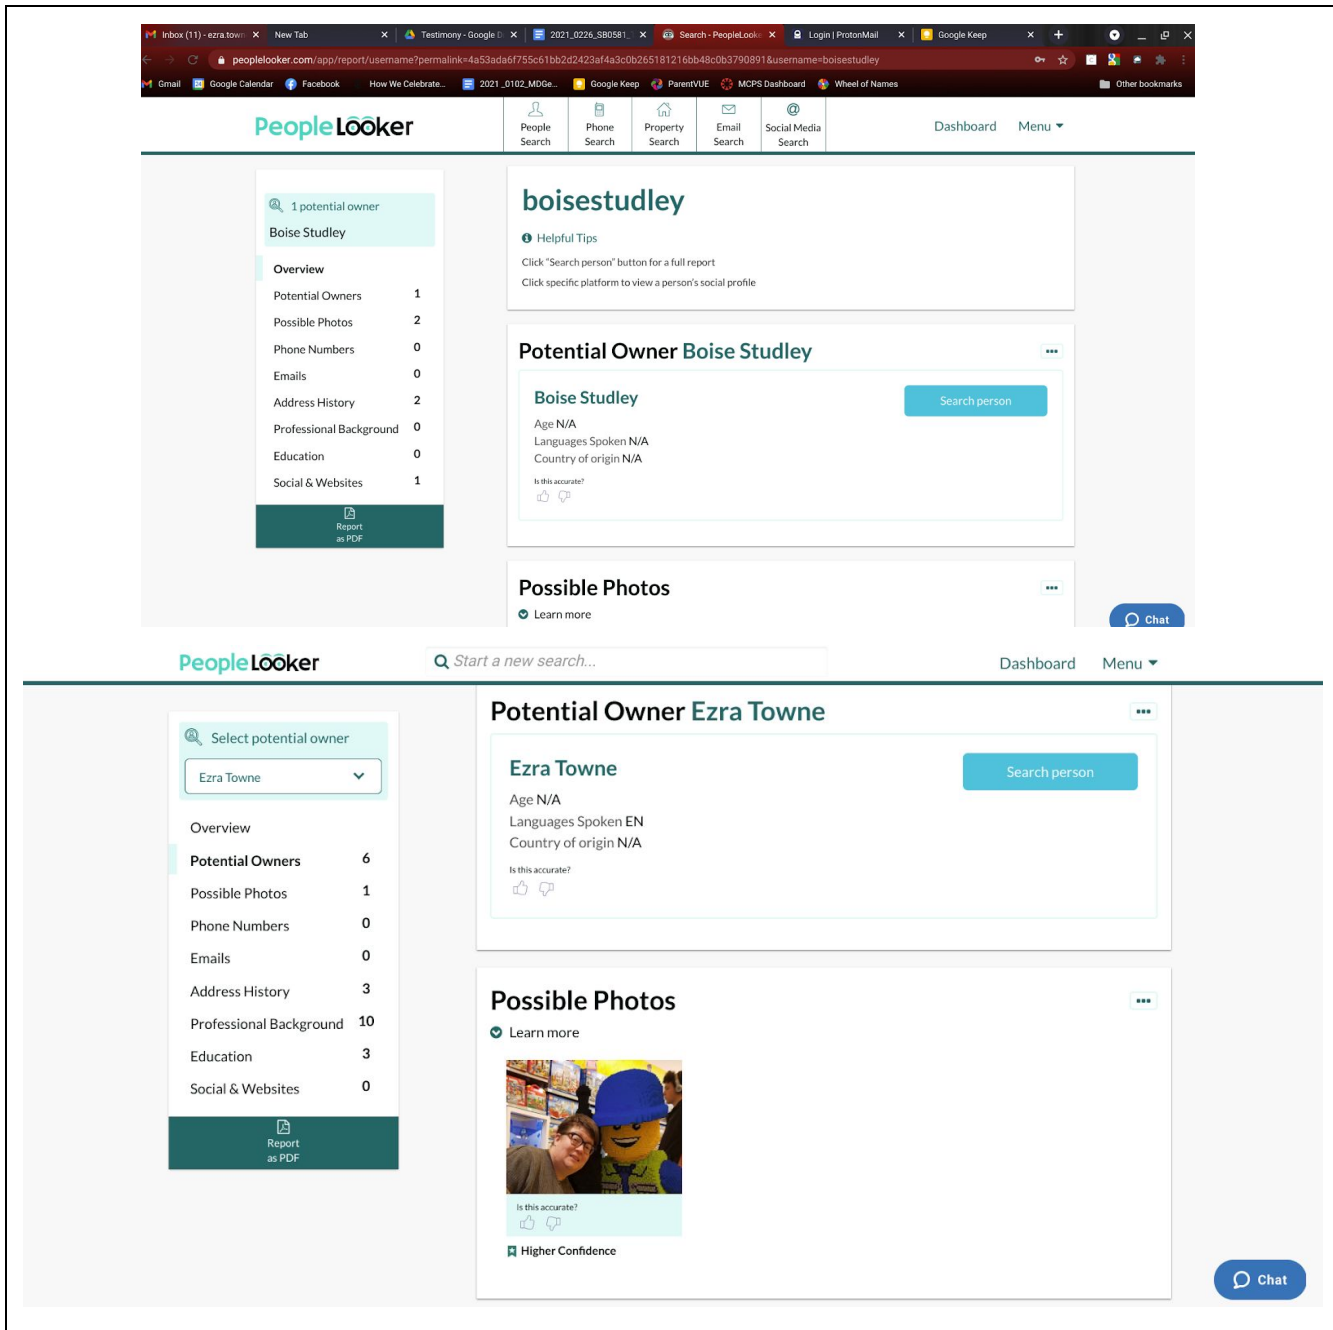 Inbox (11) - ezra.town
New Tab
Testimony - Google D
2021_0226_SB0581_
Search - PeopleLook
Login | ProtonMail
Google Keep
peoplelooker.com/app/report/username?permalink=4a53ada6f755c61bb2d2423af4a3c0b265181216bb48c0b3790891&username=boisestudley
Gmail
Google Calendar
Facebook
How We Celebrate...
2021_0102_MDGe...
Google Keep
ParentVUE
MCPS Dashboard
Wheel of Names
Other bookmarks
PeopleLooker
People Search
Phone Search
Property Search
Email Search
Social Media Search
Dashboard
Menu
1 potential owner
Boise Studley
Overview
Potential Owners 1
Possible Photos 2
Phone Numbers 0
Emails 0
Address History 2
Professional Background 0
Education 0
Social & Websites 1
Report
as PDF
boisestudley
Helpful Tips
Click "Search person" button for a full report
Click specific platform to view a person's social profile
Potential Owner Boise Studley
Boise Studley
Search person
Age N/A
Languages Spoken N/A
Country of origin N/A
Is this accurate?
Possible Photos
Learn more
Chat
PeopleLooker
Start a new search...
Dashboard
Menu
Select potential owner
Ezra Towne
Overview
Potential Owners 6
Possible Photos 1
Phone Numbers 0
Emails 0
Address History 3
Professional Background 10
Education 3
Social & Websites 0
Report
as PDF
Potential Owner Ezra Towne
Ezra Towne
Search person
Age N/A
Languages Spoken EN
Country of origin N/A
Is this accurate?
Possible Photos
Learn more
Is this accurate?
Higher Confidence
Chat